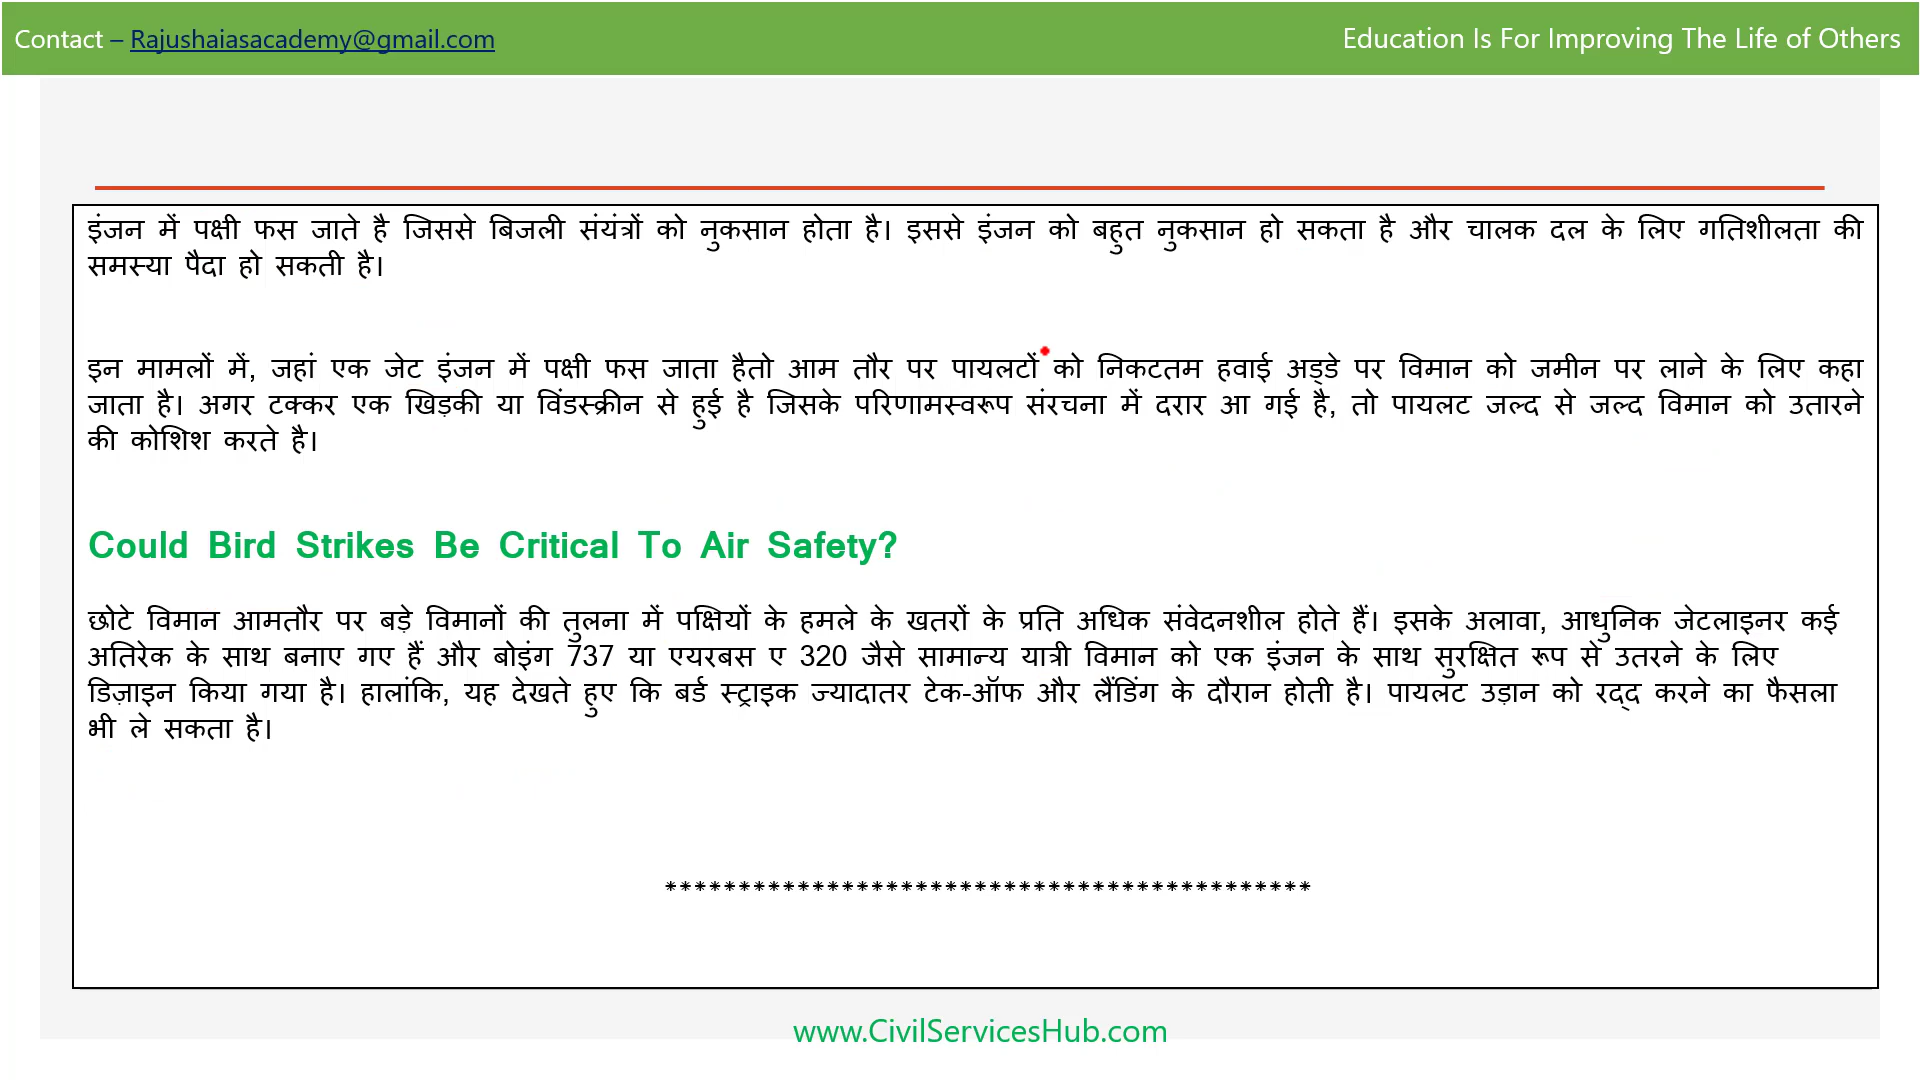 Contact – Rajushaiasacademy@gmail.com
Education Is For Improving The Life of Others
इंजन में पक्षी फस जाते है जिससे बिजली संयंत्रों को नुकसान होता है। इससे इंजन को बहुत नुकसान हो सकता है और चालक दल के लिए गतिशीलता की
समस्या पैदा हो सकती है।
इन मामलों में, जहां एक जेट इंजन में पक्षी फस जाता हैतो आम तौर पर पायलटों को निकटतम हवाई अड्डे पर विमान को जमीन पर लाने के लिए कहा
जाता है। अगर टक्कर एक खिड़की या विंडस्क्रीन से हुई है जिसके परिणामस्वरूप संरचना में दरार आ गई है, तो पायलट जल्द से जल्द विमान को उतारने
की कोशिश करते है।
Could Bird Strikes Be Critical To Air Safety?
छोटे विमान आमतौर पर बड़े विमानों की तुलना में पक्षियों के हमले के खतरों के प्रति अधिक संवेदनशील होते हैं। इसके अलावा, आधुनिक जेटलाइनर कई
अतिरेक के साथ बनाए गए हैं और बोइंग 737 या एयरबस ए 320 जैसे सामान्य यात्री विमान को एक इंजन के साथ सुरक्षित रूप से उतरने के लिए
डिज़ाइन किया गया है। हालांकि, यह देखते हुए कि बर्ड स्ट्राइक ज्यादातर टेक-ऑफ और लैंडिंग के दौरान होती है। पायलट उड़ान को रद्द करने का फैसला
भी ले सकता है।
********************************************
www.CivilServicesHub.com